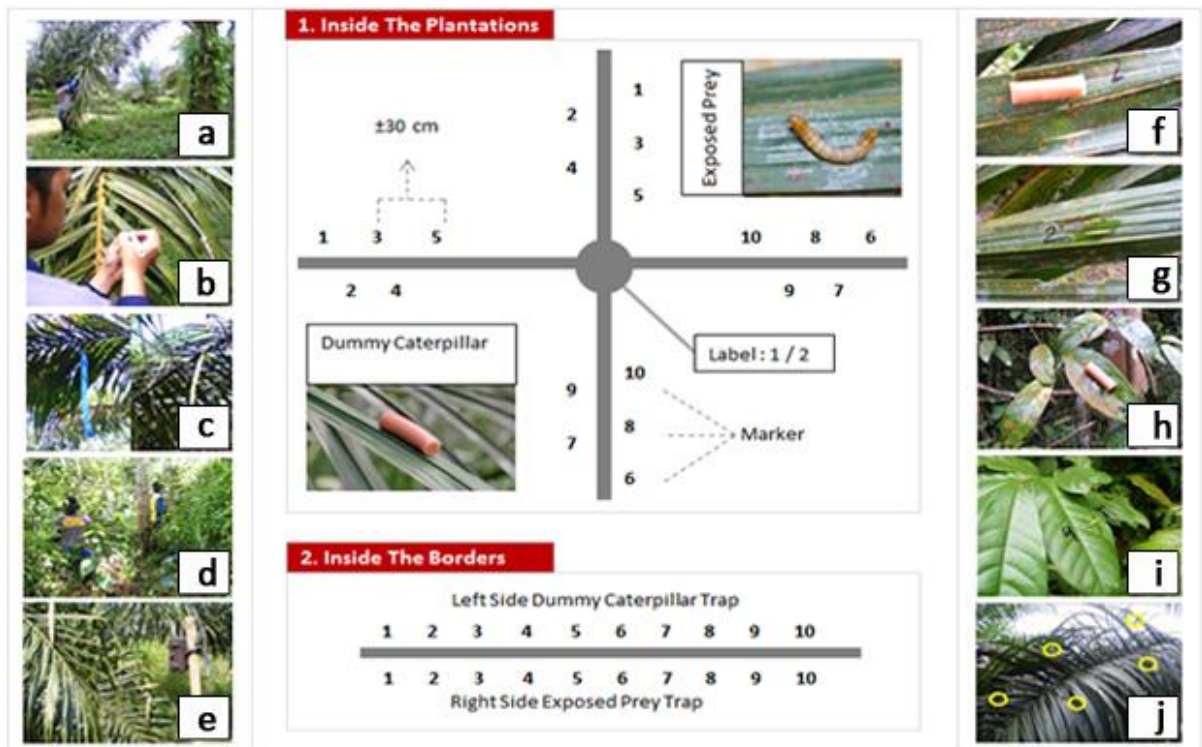 a
b
c
d
e
1. Inside The Plantations
±30 cm
1 3 5
2 4
2
4
1
3
5
Exposed Prey
10 8 6
9 7
Dummy Caterpillar
Label : 1 / 2
9
7
10
8
6
Marker
2. Inside The Borders
Left Side Dummy Caterpillar Trap
1 2 3 4 5 6 7 8 9 10
1 2 3 4 5 6 7 8 9 10
Right Side Exposed Prey Trap
2
f
2
g
h
i
j